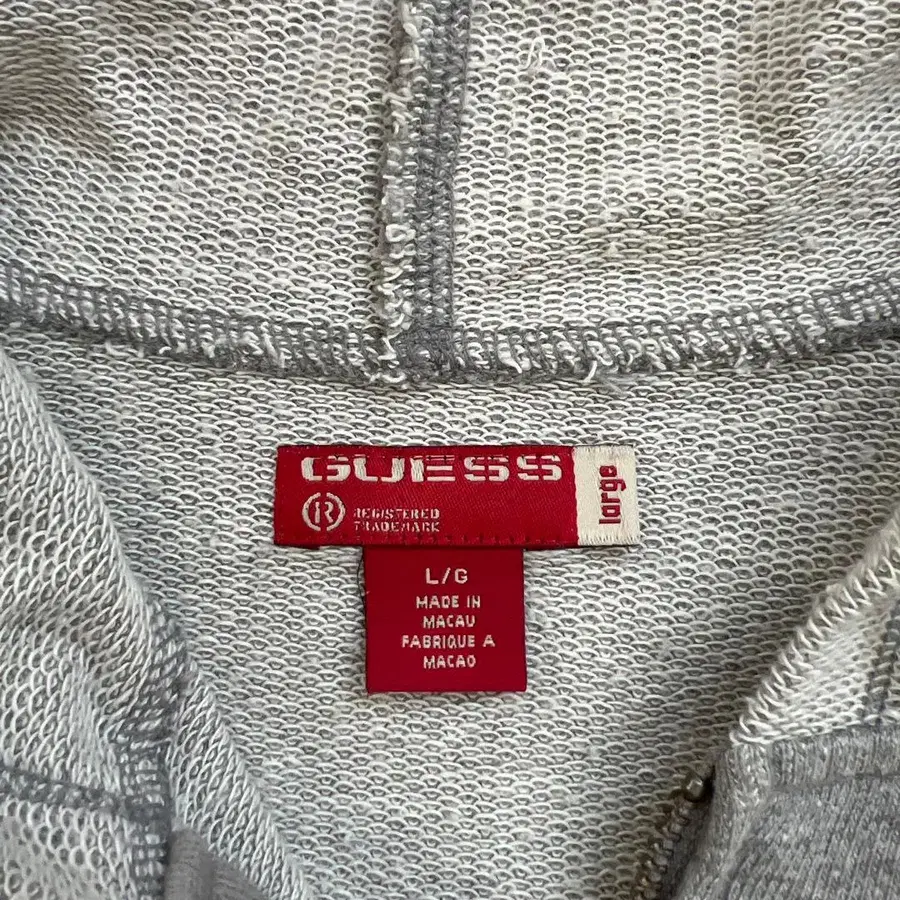 GUESS
large
R REGISTERED
TRADEMARK
L/G
MADE IN
MACAU
FABRIQUE A
MACAO